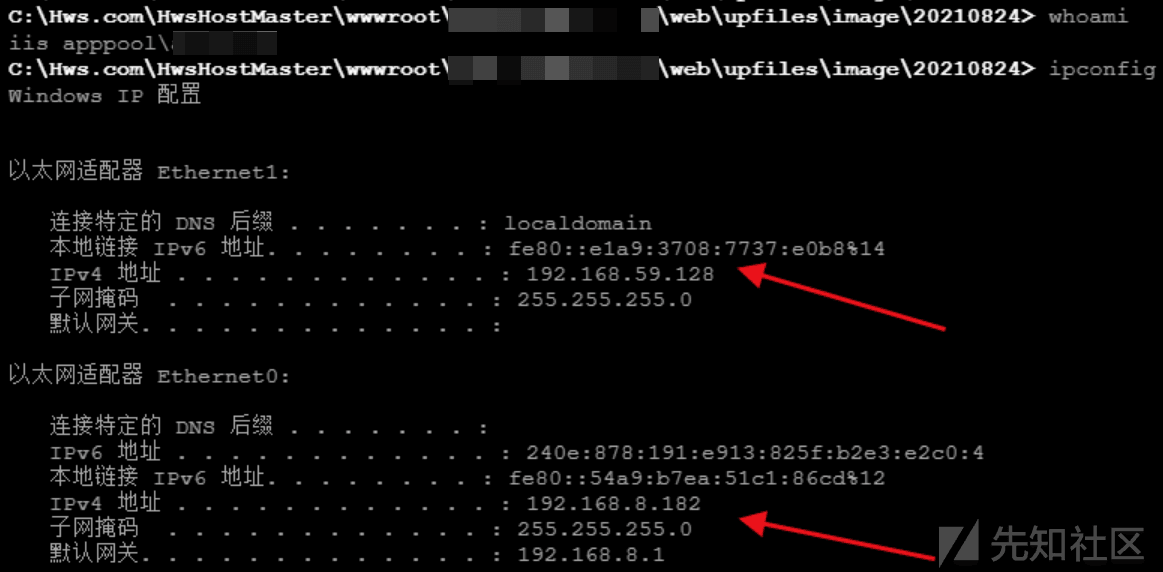 C:\Hws.com\HwsHostMaster\wwwroot\ \web\upfiles\image\20210824> whoami
iis apppool\
C:\Hws.com\HwsHostMaster\wwwroot\ \web\upfiles\image\20210824> ipconfig
Windows IP 配置
以太网适配器 Ethernet1:
连接特定的 DNS 后缀 . . . . . . . : localdomain
本地链接 IPv6 地址. . . . . . . . : fe80::e1a9:3708:7737:e0b8%14
IPv4 地址 . . . . . . . . . . . . : 192.168.59.128
子网掩码 . . . . . . . . . . . . : 255.255.255.0
默认网关. . . . . . . . . . . . . :
以太网适配器 Ethernet0:
连接特定的 DNS 后缀 . . . . . . . :
IPv6 地址 . . . . . . . . . . . . : 240e:878:191:e913:825f:b2e3:e2c0:4
本地链接 IPv6 地址. . . . . . . . : fe80::54a9:b7ea:51c1:86cd%12
IPv4 地址 . . . . . . . . . . . . : 192.168.8.182
子网掩码 . . . . . . . . . . . . : 255.255.255.0
默认网关. . . . . . . . . . . . . : 192.168.8.1
先知社区